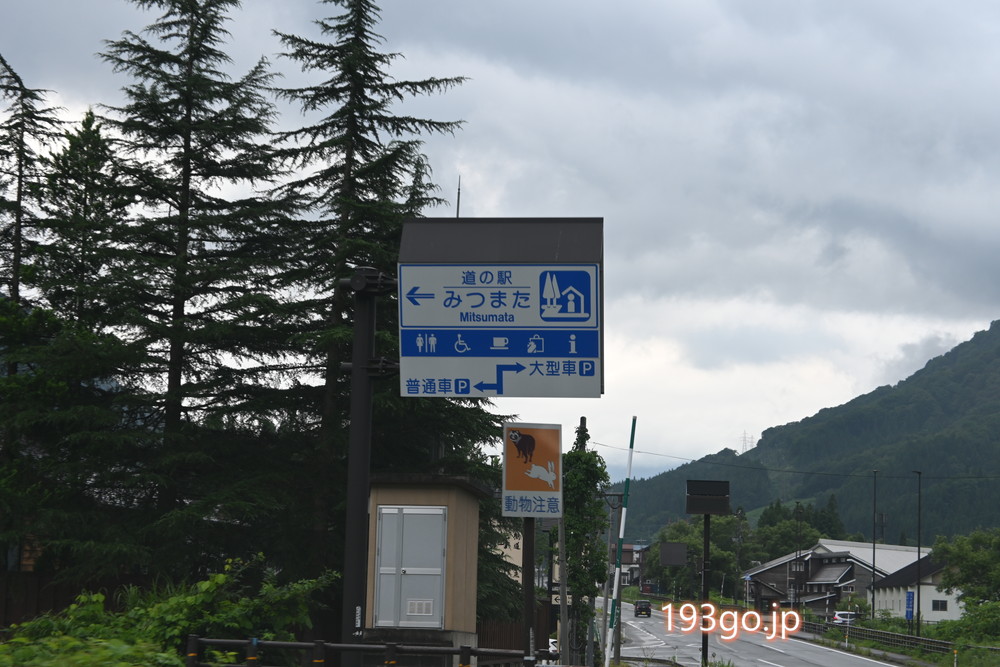 道の駅
みつまた
Mitsumata
大型車P
普通車P
動物注意
193go.jp